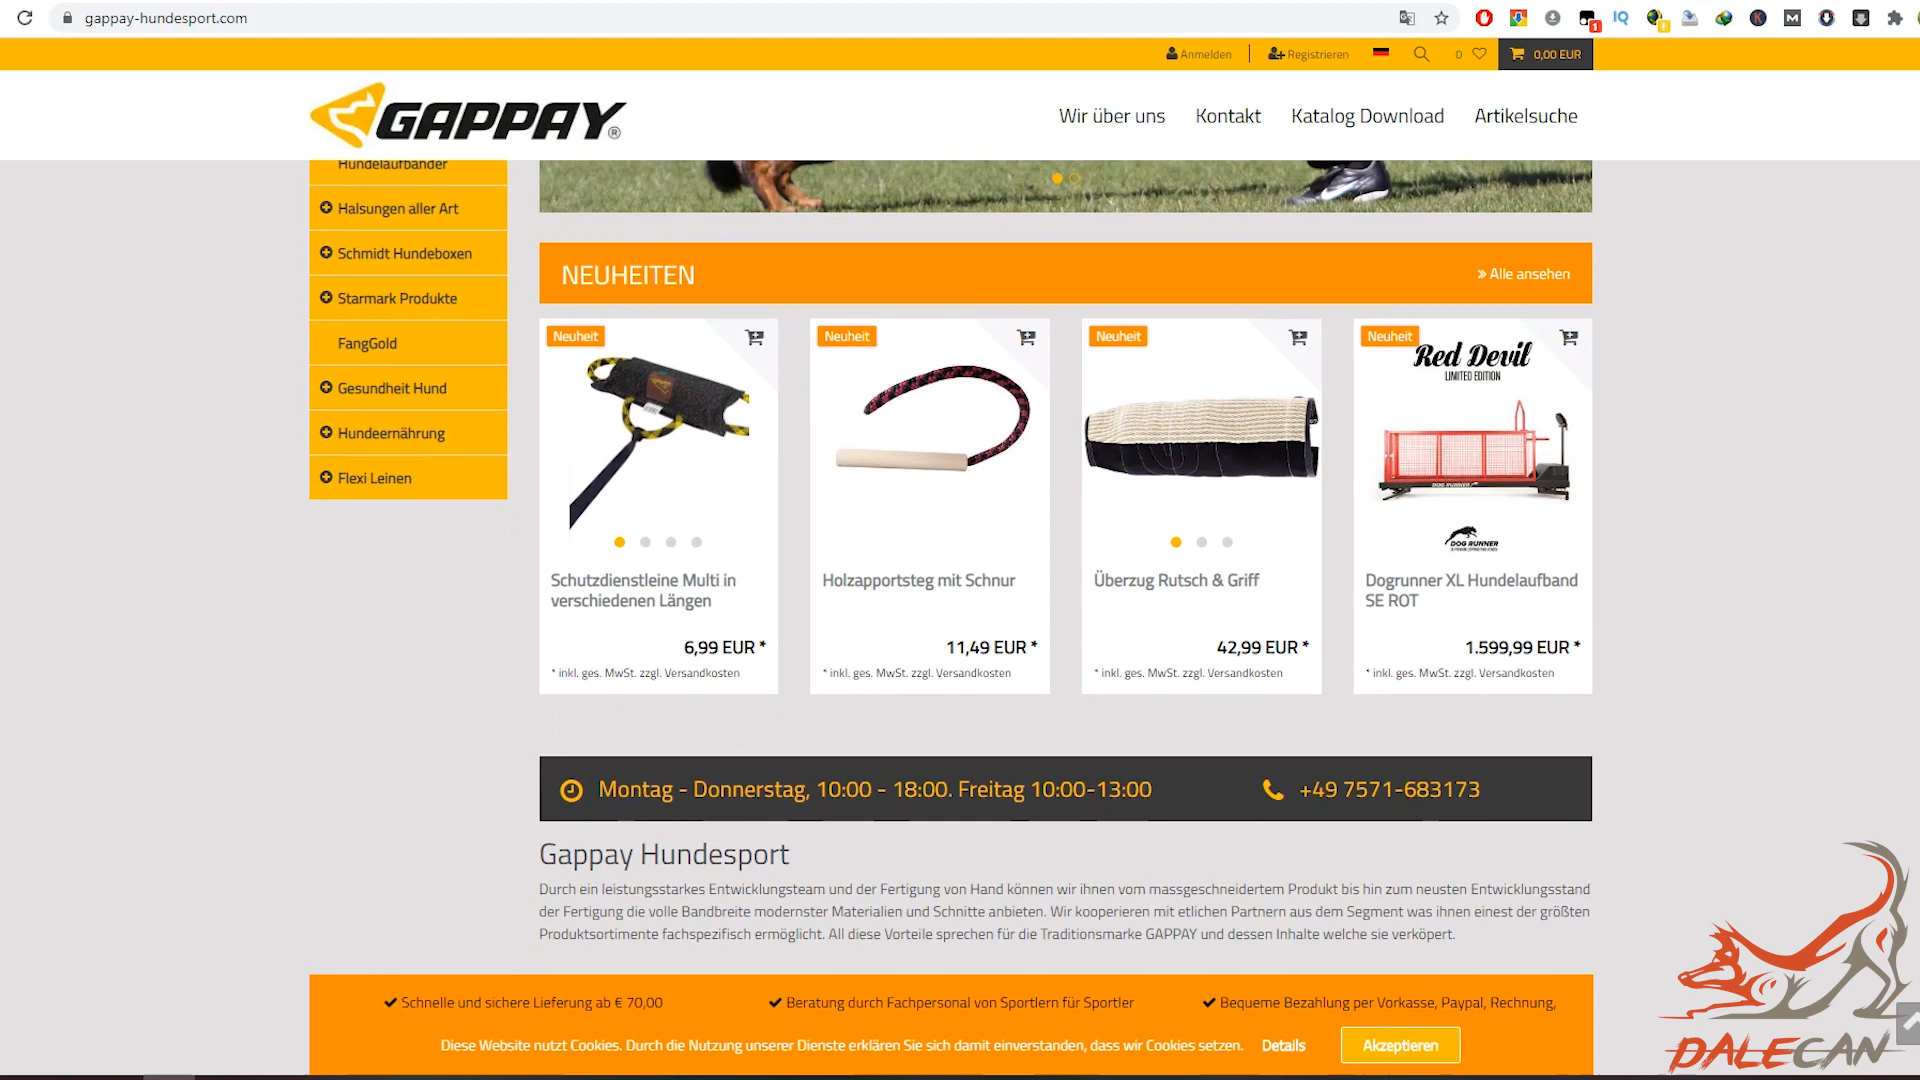 gappay-hundesport.com
Anmelden
Registrieren
0
0,00 EUR
GAPPAY®
Wir über uns
Kontakt
Katalog Download
Artikelsuche
Hundelaufbänder
Halsungen aller Art
Schmidt Hundeboxen
Starmark Produkte
FangGold
Gesundheit Hund
Hundeernährung
Flexi Leinen
NEUHEITEN
Alle ansehen
Neuheit
Schutzdienstleine Multi in
verschiedenen Längen
6,99 EUR *
* inkl. ges. MwSt. zzgl. Versandkosten
Neuheit
Holzapportsteg mit Schnur
11,49 EUR *
* inkl. ges. MwSt. zzgl. Versandkosten
Neuheit
Überzug Rutsch & Griff
42,99 EUR *
* inkl. ges. MwSt. zzgl. Versandkosten
Neuheit
Red Devil
LIMITED EDITION
DOG RUNNER
DOG RUNNER
Dogrunner XL Hundelaufband
SE ROT
1.599,99 EUR *
* inkl. ges. MwSt. zzgl. Versandkosten
Montag - Donnerstag, 10:00 - 18:00. Freitag 10:00-13:00
+49 7571-683173
Gappay Hundesport
Durch ein leistungsstarkes Entwicklungsteam und der Fertigung von Hand können wir ihnen vom massgeschneidertem Produkt bis hin zum neusten Entwicklungsstand
der Fertigung die volle Bandbreite modernster Materialien und Schnitte anbieten. Wir kooperieren mit etlichen Partnern aus dem Segment was ihnen einest der größten
Produktsortimente fachspezifisch ermöglicht. All diese Vorteile sprechen für die Traditionsmarke GAPPAY und dessen Inhalte welche sie verköpert.
Schnelle und sichere Lieferung ab € 70,00
Beratung durch Fachpersonal von Sportlern für Sportler
Bequeme Bezahlung per Vorkasse, Paypal, Rechnung,
Diese Website nutzt Cookies. Durch die Nutzung unserer Dienste erklären Sie sich damit einverstanden, dass wir Cookies setzen.
Details
Akzeptieren
DALECAN